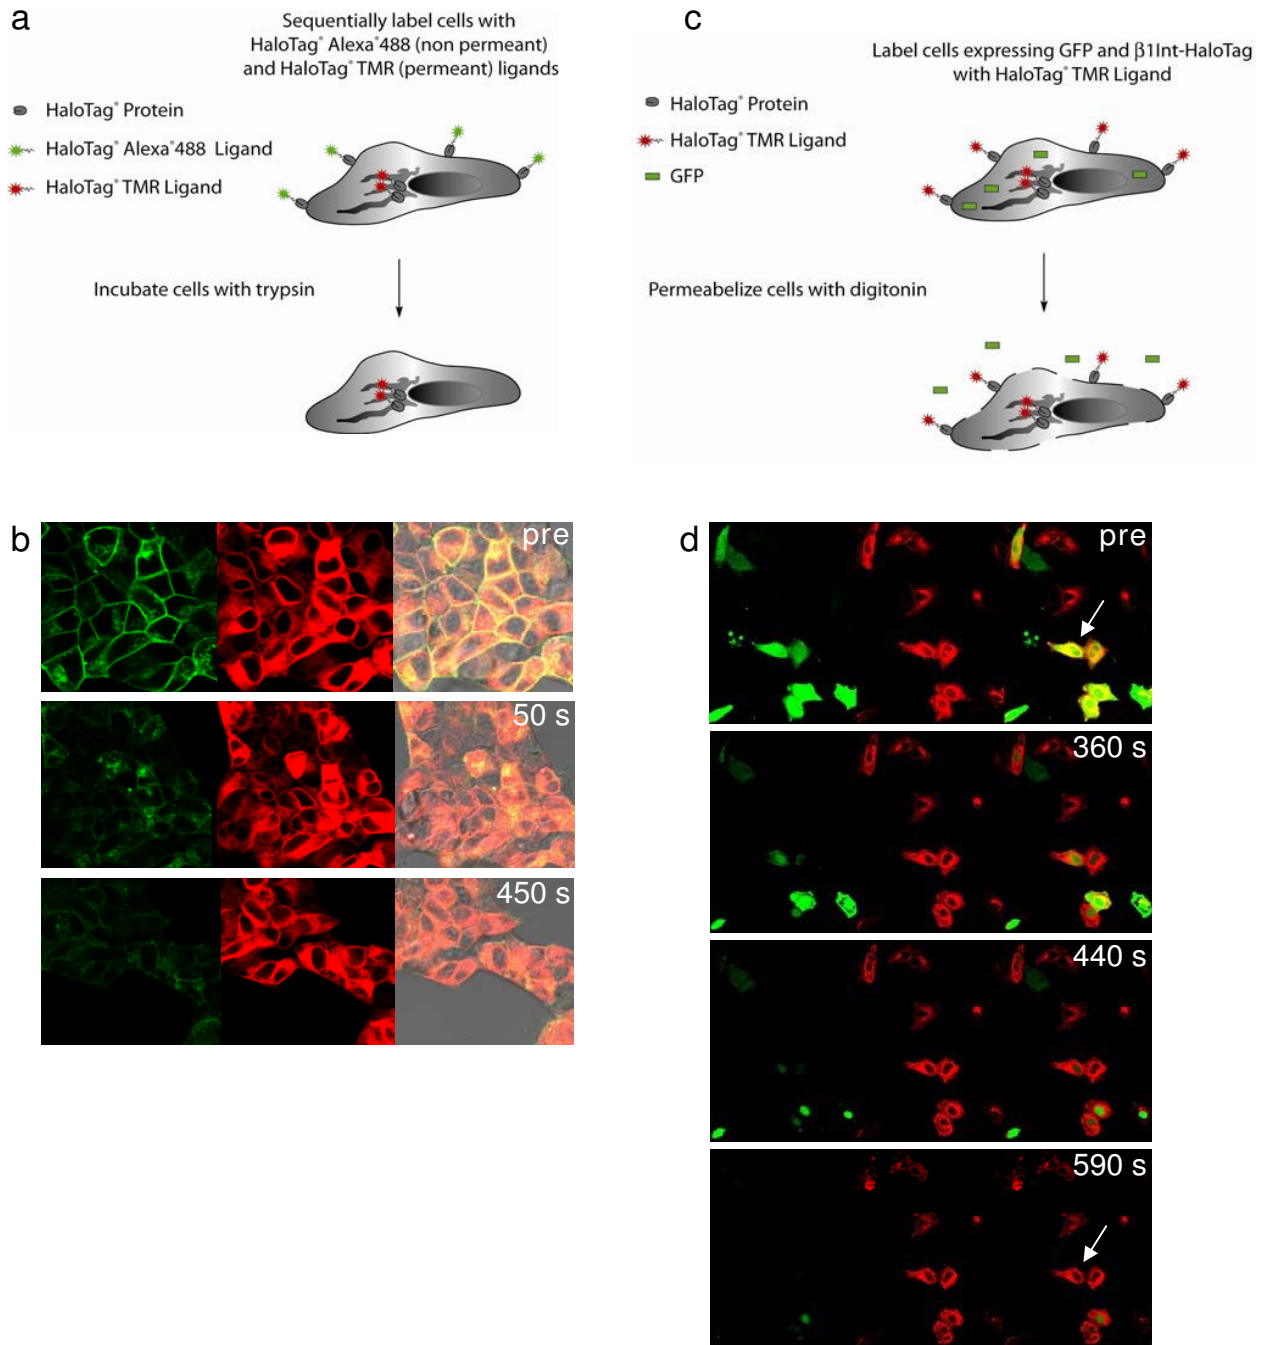 a
Sequentially label cells with
HaloTag® Alexa®488 (non permeant)
and HaloTag® TMR (permeant) ligands
HaloTag® Protein
HaloTag® Alexa®488 Ligand
HaloTag® TMR Ligand
Incubate cells with trypsin
c
Label cells expressing GFP and β1Int-HaloTag
with HaloTag® TMR Ligand
HaloTag® Protein
HaloTag® TMR Ligand
GFP
Permeabelize cells with digitonin
b
pre
50 s
450 s
d
pre
360 s
440 s
590 s